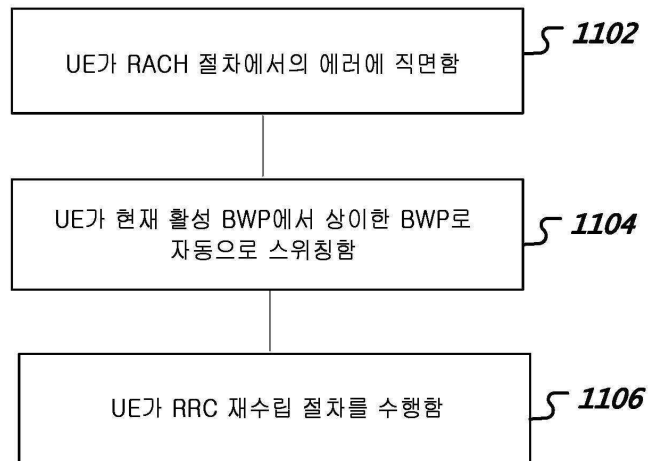 UE가 RACH 절차에서의 에러에 직면함
1102
UE가 현재 활성 BWP에서 상이한 BWP로
자동으로 스위칭함
1104
UE가 RRC 재수립 절차를 수행함
1106